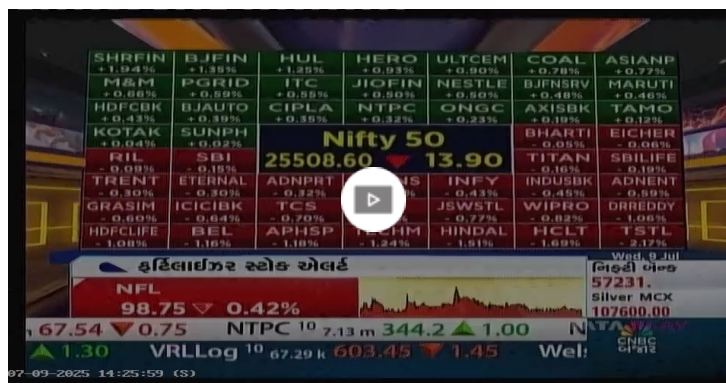 SHRFIN BJFIN HUL HERO ULTCEM COAL ASIANP
+1.94% +1.35% +1.25% +0.93% +0.90% +0.78% +0.77%
M&M PGRID ITC JIOFIN NESTLE BJFNSRV MARUTI
+0.66% +0.59% +0.55% +0.50% +0.50% +0.48% +0.46%
HDFCBK BJAUTO CIPLA NTPC ONGC AXISBK TAMO
+0.43% +0.39% +0.35% +0.32% +0.23% +0.19% +0.12%
KOTAK SUNPH Nifty 50 BHARTI EICHER
+0.04% +0.02% -0.05% -0.06%
RIL SBI 25508.60 ▼ 13.90 TITAN SBILIFE
-0.09% -0.15% -0.16% -0.19%
TRENT ETERNAL ADNPRT INFY INDUSBK ADNENT
-0.30% -0.30% -0.32% -0.43% -0.45% -0.59%
GRASIM ICICIBK TCS JSWSTL WIPRO DRREDDY
-0.60% -0.64% -0.70% -0.77% -0.82% -1.06%
HDFCLIFE BEL APHSP HINDAL HCLT TSTL
-1.08% -1.16% -1.18% -1.24% -1.51% -1.69% -2.17%
Wed, 9 Jul
ફર્ટિલાઈઝર સ્ટોક એલર્ટ
નિફ્ટી બેન્ક
57231.
NFL
98.75 ▽ 0.42%
Silver MCX
107600.00
67.54 ▼ 0.75 NTPC 10 7.13 m 344.2 ▲ 1.00
▲ 1.30 VRLLog 10 67.29 k 603.45 ▼ 1.45
CNBC
બજાર
07-09-2025 14:25:59 (S)